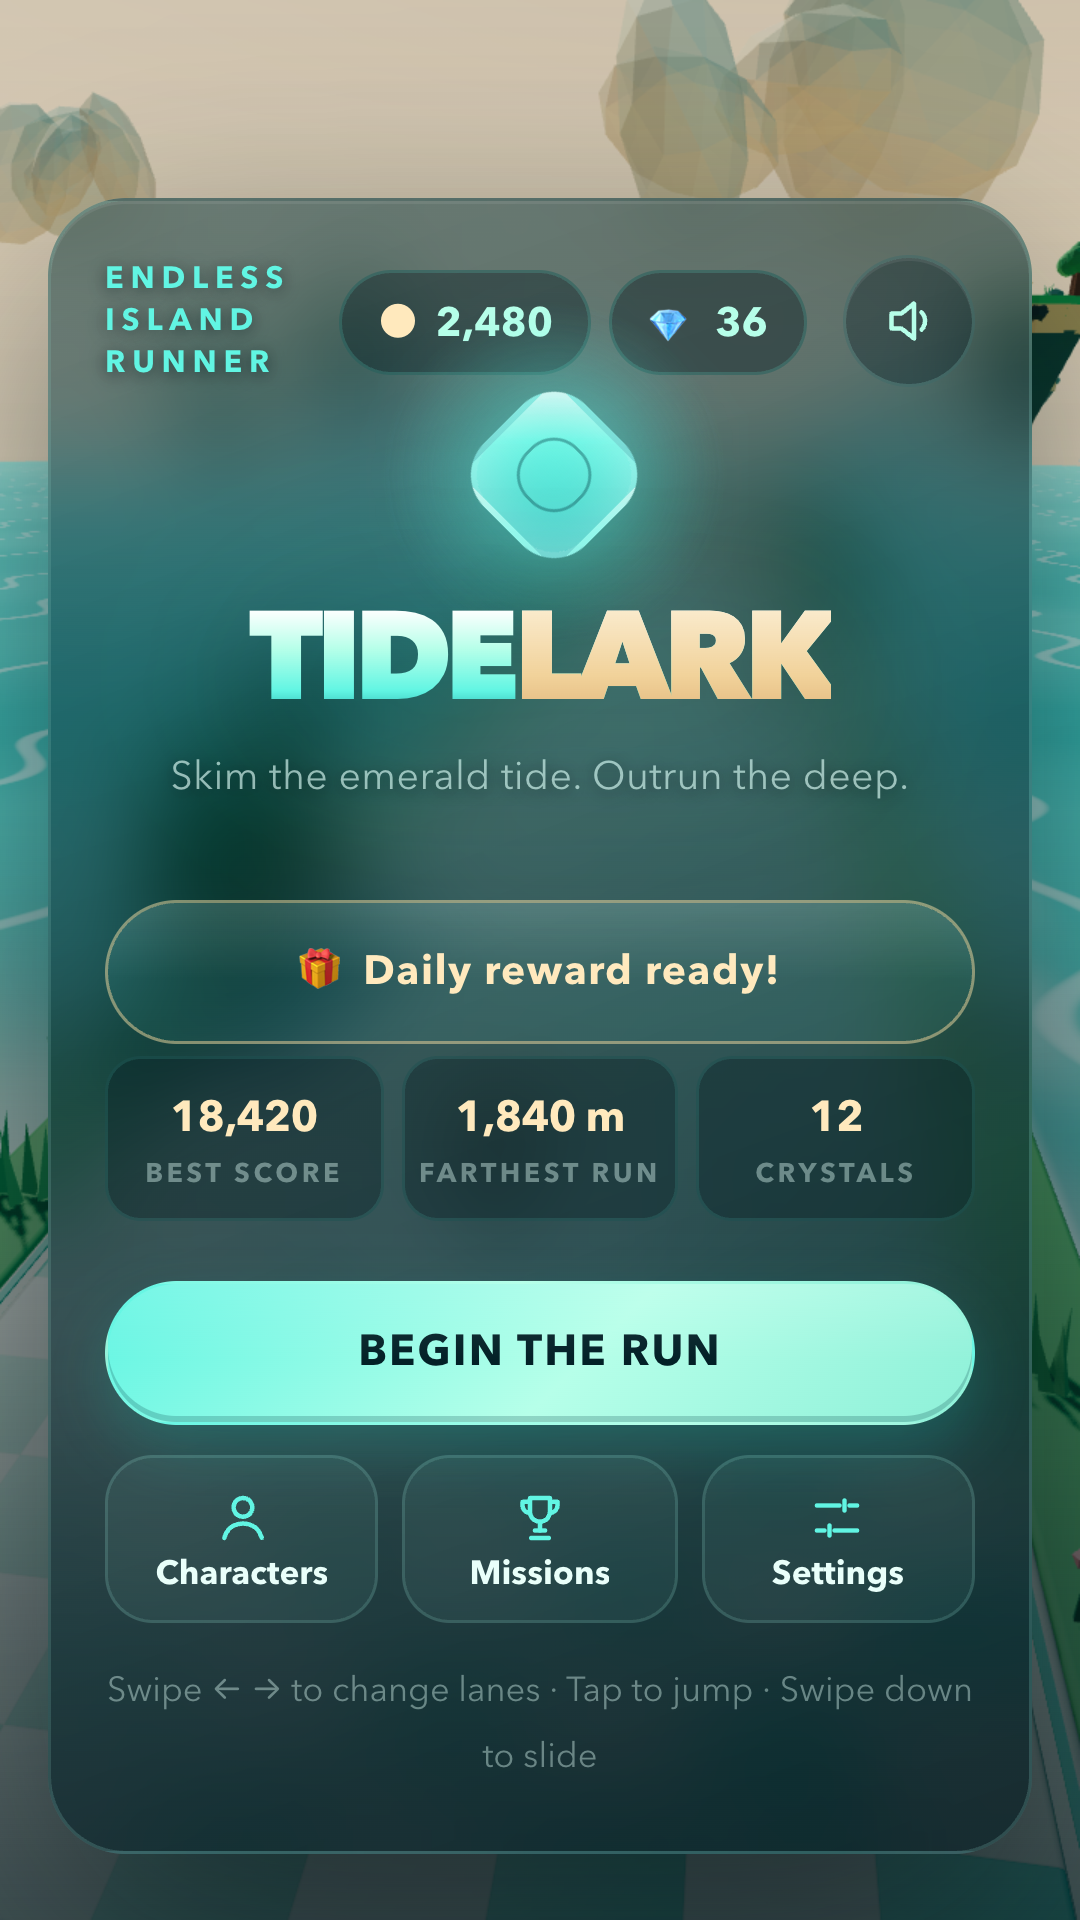 ENDLESS
ISLAND
RUNNER
2,480
36
TIDELARK
Skim the emerald tide. Outrun the deep.
Daily reward ready!
18,420
BEST SCORE
1,840 m
FARTHEST RUN
12
CRYSTALS
BEGIN THE RUN
Characters
Missions
Settings
Swipe ← → to change lanes · Tap to jump · Swipe down
to slide